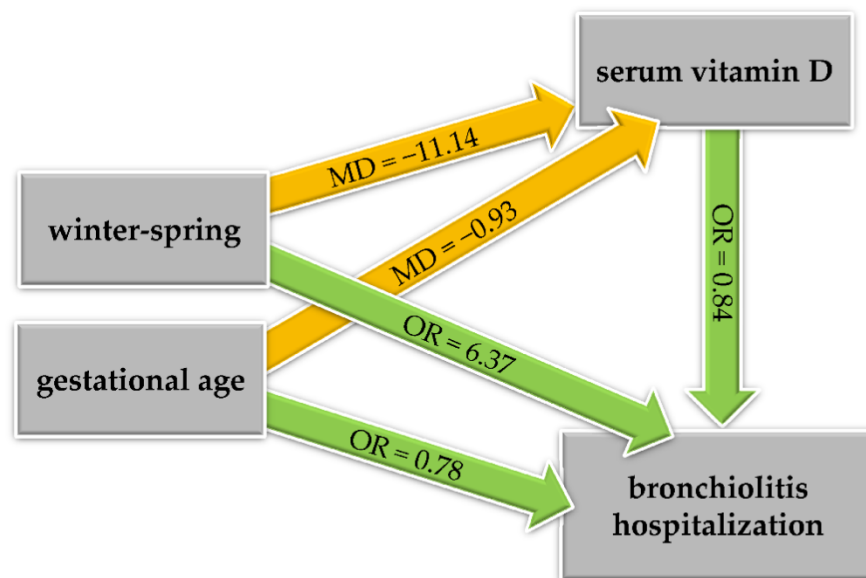 serum vitamin D
MD = −11.14
winter-spring
MD = −0.93
OR = 0.84
OR = 6.37
gestational age
OR = 0.78
bronchiolitis
hospitalization